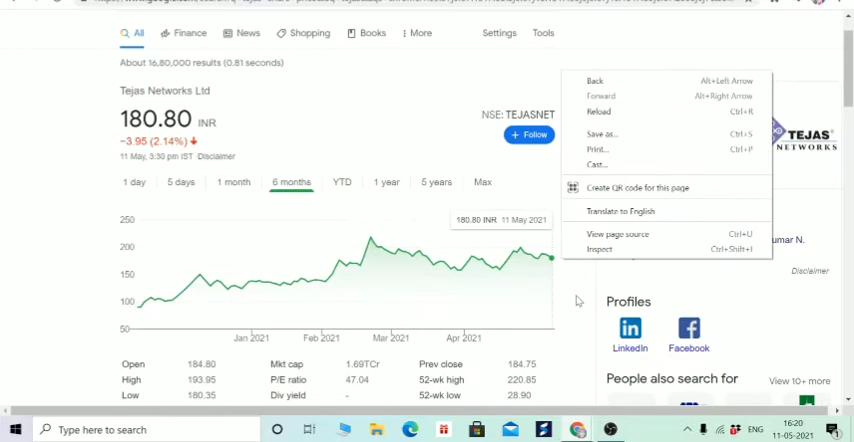 All
Finance
News
Shopping
Books
More
Settings
Tools
About 16,80,000 results (0.81 seconds)
Tejas Networks Ltd
180.80 INR
NSE: TEJASNET
−3.95 (2.14%)
+ Follow
11 May, 3:30 pm IST Disclaimer
1 day
5 days
1 month
6 months
YTD
1 year
5 years
Max
180.80 INR 11 May 2021
250
200
150
100
50
Jan 2021
Feb 2021
Mar 2021
Apr 2021
Open 184.80
Mkt cap 1.69TCr
Prev close 184.75
High 193.95
P/E ratio 47.04
52-wk high 220.85
Low 180.35
Div yield -
52-wk low 28.90
Back Alt+Left Arrow
Forward Alt+Right Arrow
Reload Ctrl+R
Save as... Ctrl+S
Print... Ctrl+P
Cast...
Create QR code for this page
Translate to English
View page source Ctrl+U
Inspect Ctrl+Shift+I
TEJAS
NETWORKS
umar N.
Disclaimer
Profiles
LinkedIn
Facebook
People also search for
View 10+ more
Type here to search
ENG
16:20
11-05-2021